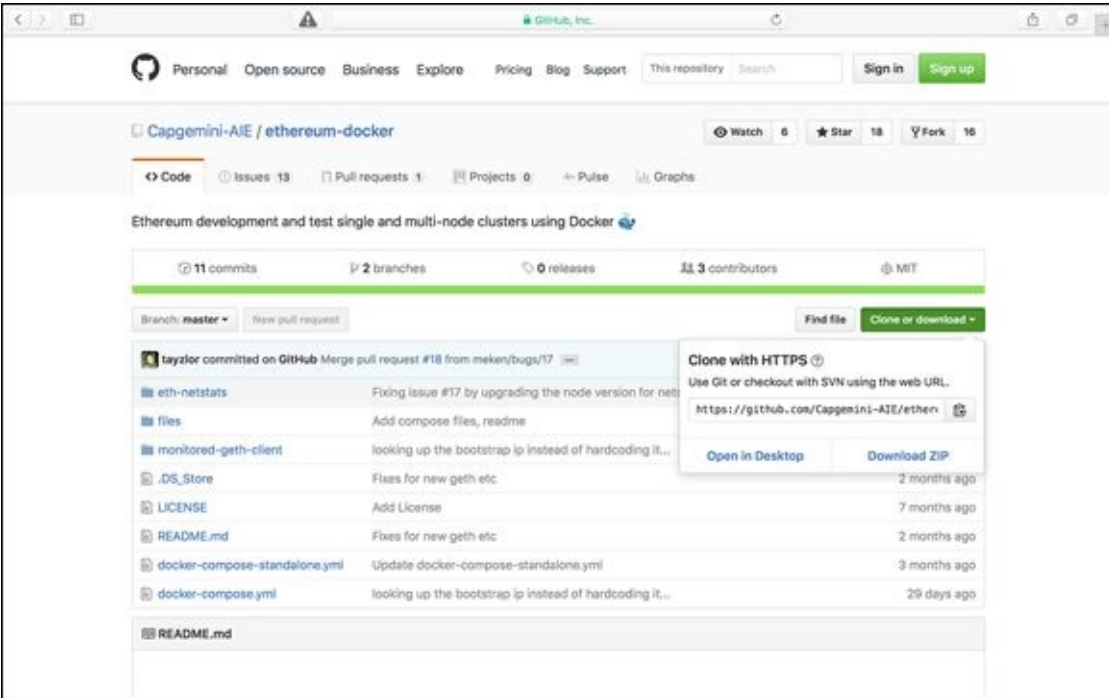 GitHub, Inc.
Personal Open source Business Explore Pricing Blog Support This repository Search Sign in Sign up
Capgemini-AIE / ethereum-docker Watch 6 Star 18 Fork 16
Code Issues 13 Pull requests 1 Projects 0 Pulse Graphs
Ethereum development and test single and multi-node clusters using Docker
11 commits 2 branches 0 releases 3 contributors MIT
Branch: master New pull request Find file Clone or download
tayzlor committed on GitHub Merge pull request #18 from meken/bugs/17
Clone with HTTPS
Use Git or checkout with SVN using the web URL.
https://github.com/Capgemini-AIE/ether
Open in Desktop Download ZIP
eth-netstats Fixing issue #17 by upgrading the node version for nets
files Add compose files, readme
monitored-geth-client looking up the bootstrap ip instead of hardcoding it...
.DS_Store Fixes for new geth etc 2 months ago
LICENSE Add License 7 months ago
README.md Fixes for new geth etc 2 months ago
docker-compose-standalone.yml Update docker-compose-standalone.yml 3 months ago
docker-compose.yml looking up the bootstrap ip instead of hardcoding it... 29 days ago
README.md